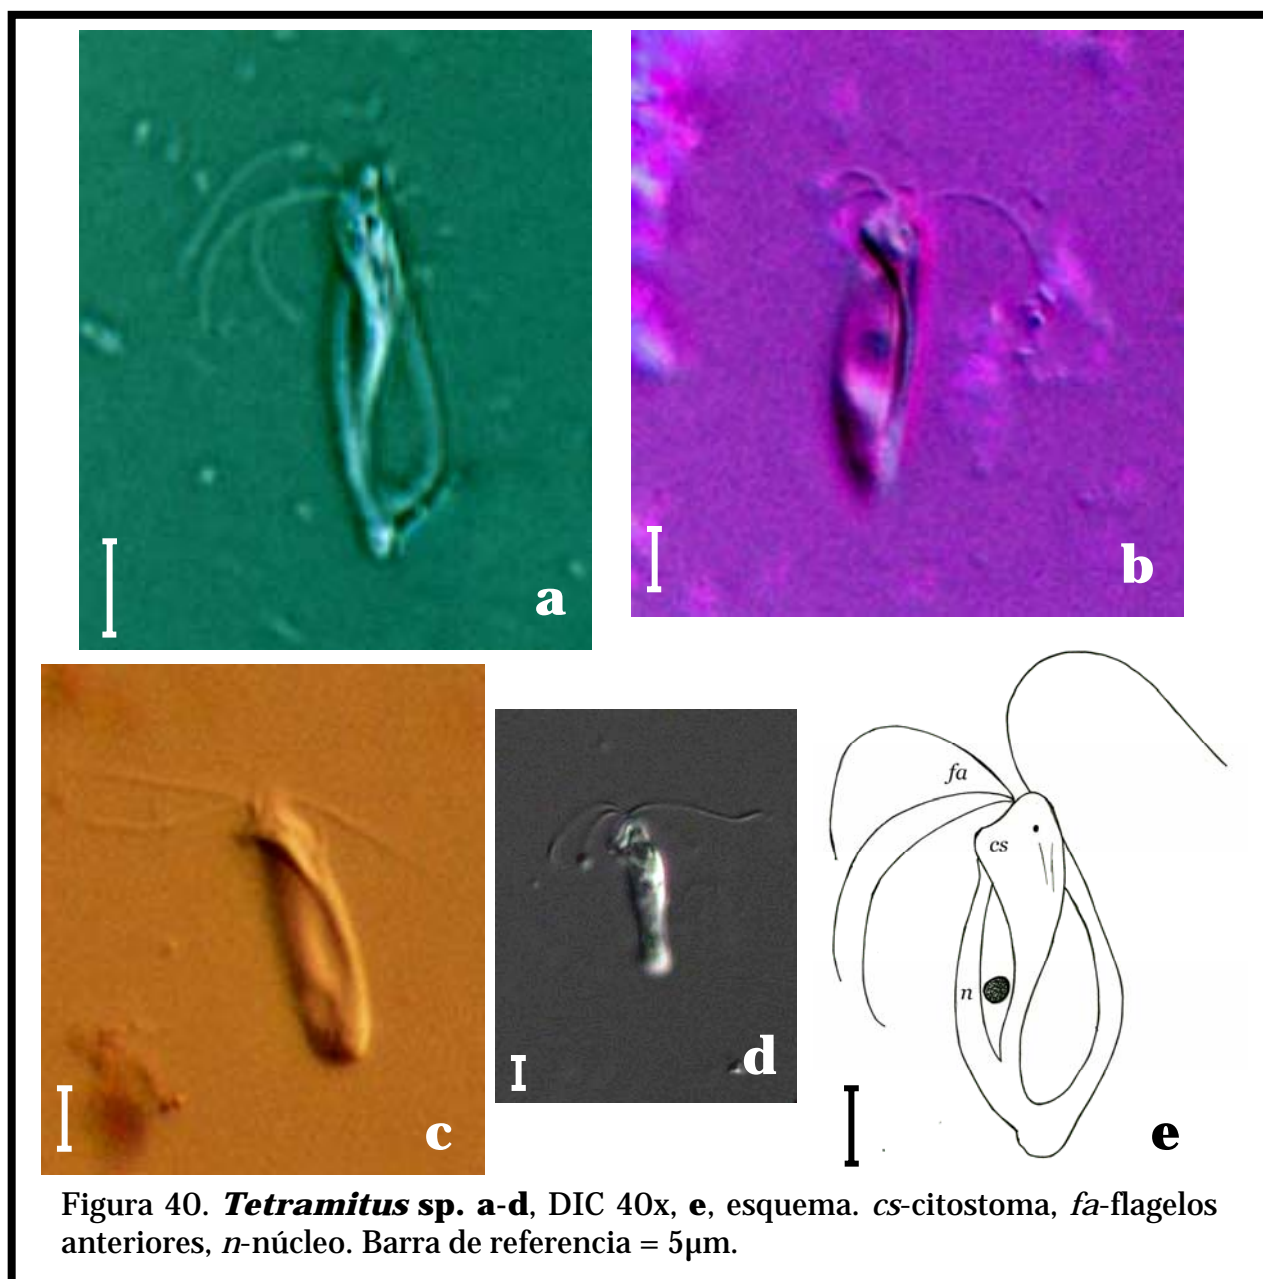 a
b
c
d
fa
cs
n
e
Figura 40. Tetramitus sp. a-d, DIC 40x, e, esquema. cs-citostoma, fa-flagelos
anteriores, n-núcleo. Barra de referencia = 5µm.